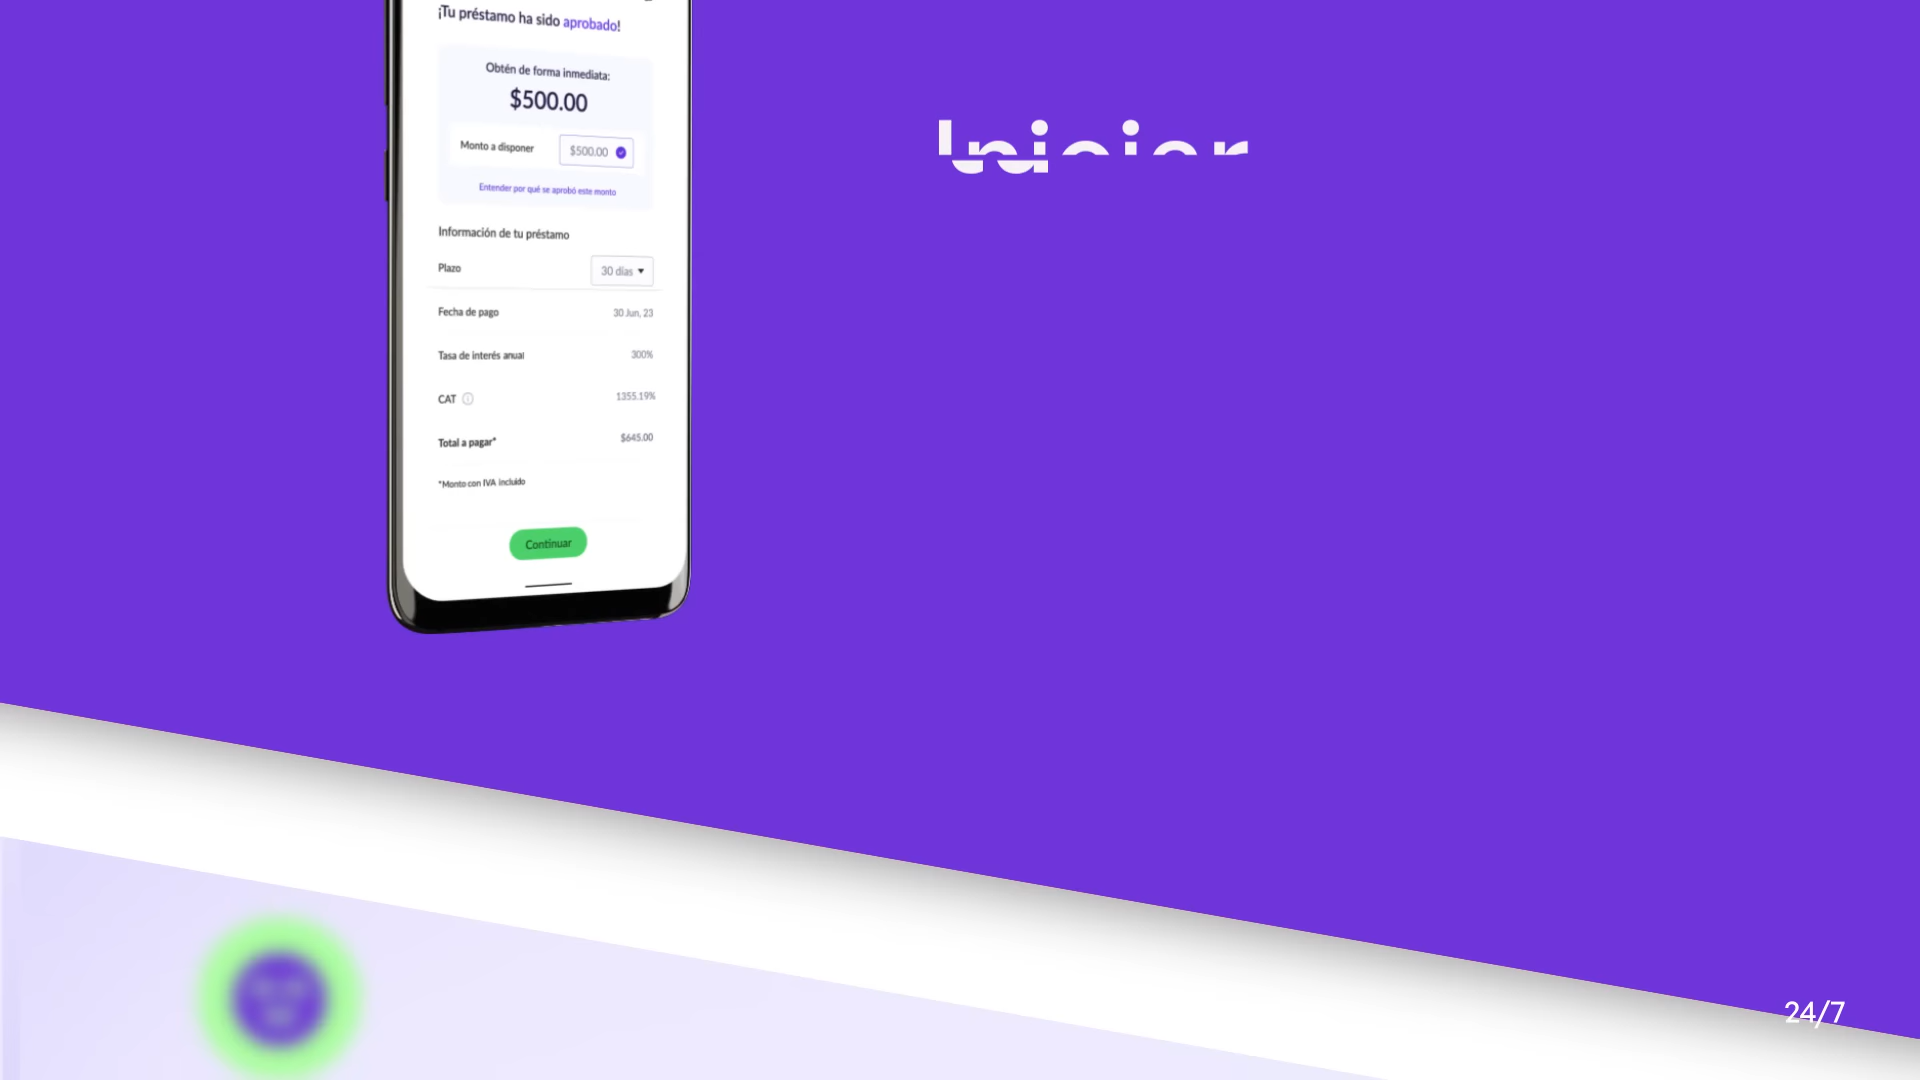 ¡Tu préstamo ha sido aprobado!
Obtén de forma inmediata:
$500.00
Monto a disponer $500.00
Entender por qué se aprobó este monto
Información de tu préstamo
Plazo 30 días
Fecha de pago 30 Jun, 23
Tasa de interés anual 300%
CAT 1355.19%
Total a pagar* $645.00
*Monto con IVA incluido
Continuar
24/7